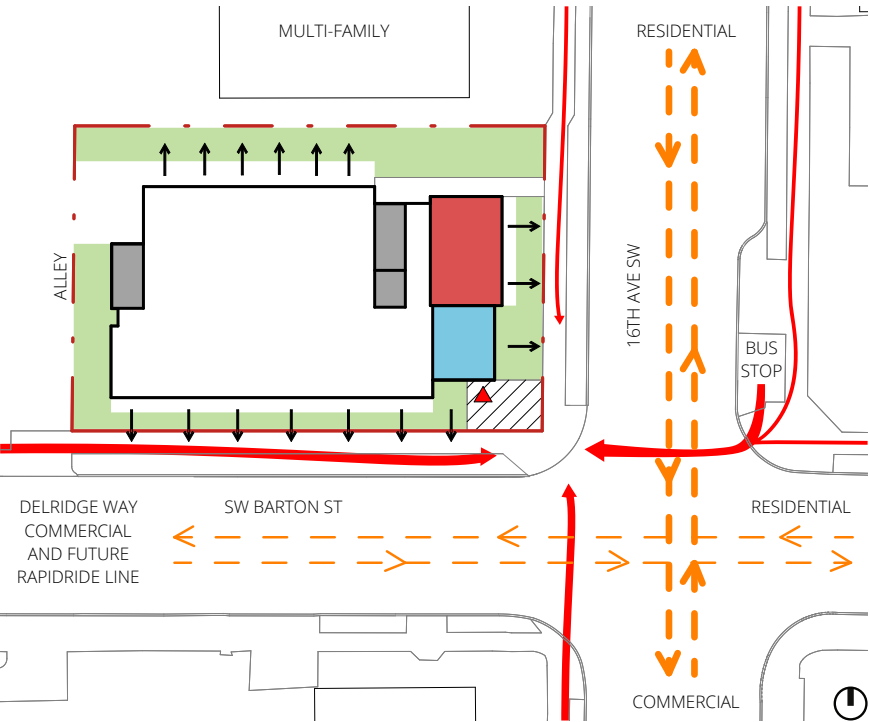 MULTI-FAMILY
RESIDENTIAL
ALLEY
16TH AVE SW
BUS
STOP
DELRIDGE WAY
COMMERCIAL
AND FUTURE
RAPIDRIDE LINE
SW BARTON ST
RESIDENTIAL
COMMERCIAL